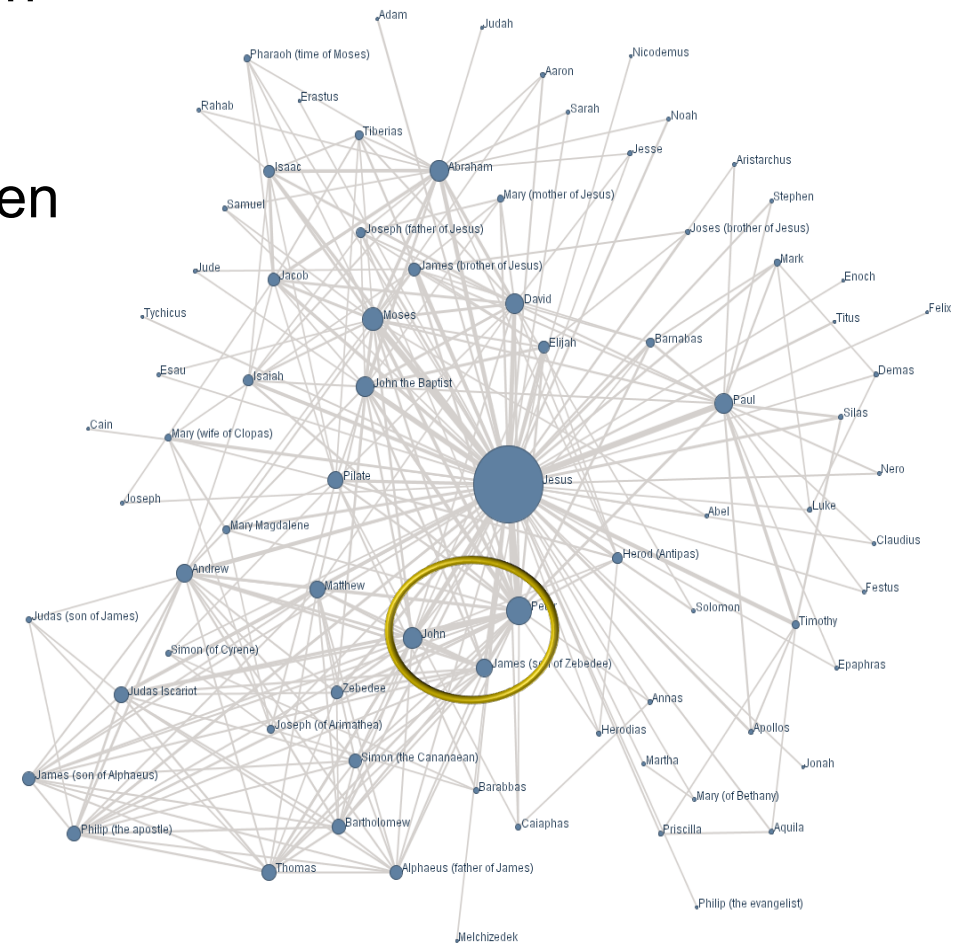 en
Adam
Judah
Pharaoh (time of Moses)
Nicodemus
Aaron
Erastus
Rahab
Sarah
Noah
Tiberias
Jesse
Aristarchus
Isaac
Abraham
Mary (mother of Jesus)
Stephen
Samuel
Joseph (father of Jesus)
Joses (brother of Jesus)
Jude
Jacob
James (brother of Jesus)
Mark
Enoch
David
Felix
Tychicus
Moses
Titus
Elijah
Barnabas
Esau
Isaiah
John the Baptist
Demas
Paul
Silas
Cain
Mary (wife of Clopas)
Pilate
Jesus
Nero
Joseph
Luke
Abel
Mary Magdalene
Claudius
Herod (Antipas)
Andrew
Matthew
Festus
Peter
Solomon
Judas (son of James)
Timothy
John
Simon (of Cyrene)
James (son of Zebedee)
Epaphras
Judas Iscariot
Zebedee
Annas
Joseph (of Arimathea)
Herodias
Apollos
Simon (the Cananaean)
Martha
Jonah
James (son of Alphaeus)
Barabbas
Mary (of Bethany)
Philip (the apostle)
Bartholomew
Caiaphas
Priscilla
Aquila
Thomas
Alphaeus (father of James)
Philip (the evangelist)
Melchizedek